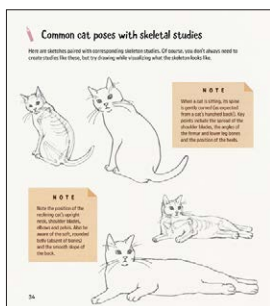 Common cat poses with skeletal studies
Here are sketches paired with corresponding skeleton studies. Of course, you don't always need to
create studies like these, but try drawing while visualizing what the skeleton looks like.
NOTE
When a cat is sitting, its spine
is gently curved (as expected
from a cat's hunched back). Key
points include the spread of the
shoulder blades, the angles of
the femur and lower leg bones
and the position of the heels.
NOTE
Note the position of the
reclining cat's upright
neck, shoulder blades,
elbows and pelvis. Also be
aware of the soft, rounded
belly (absent of bones)
and the smooth slope of
the back.
34